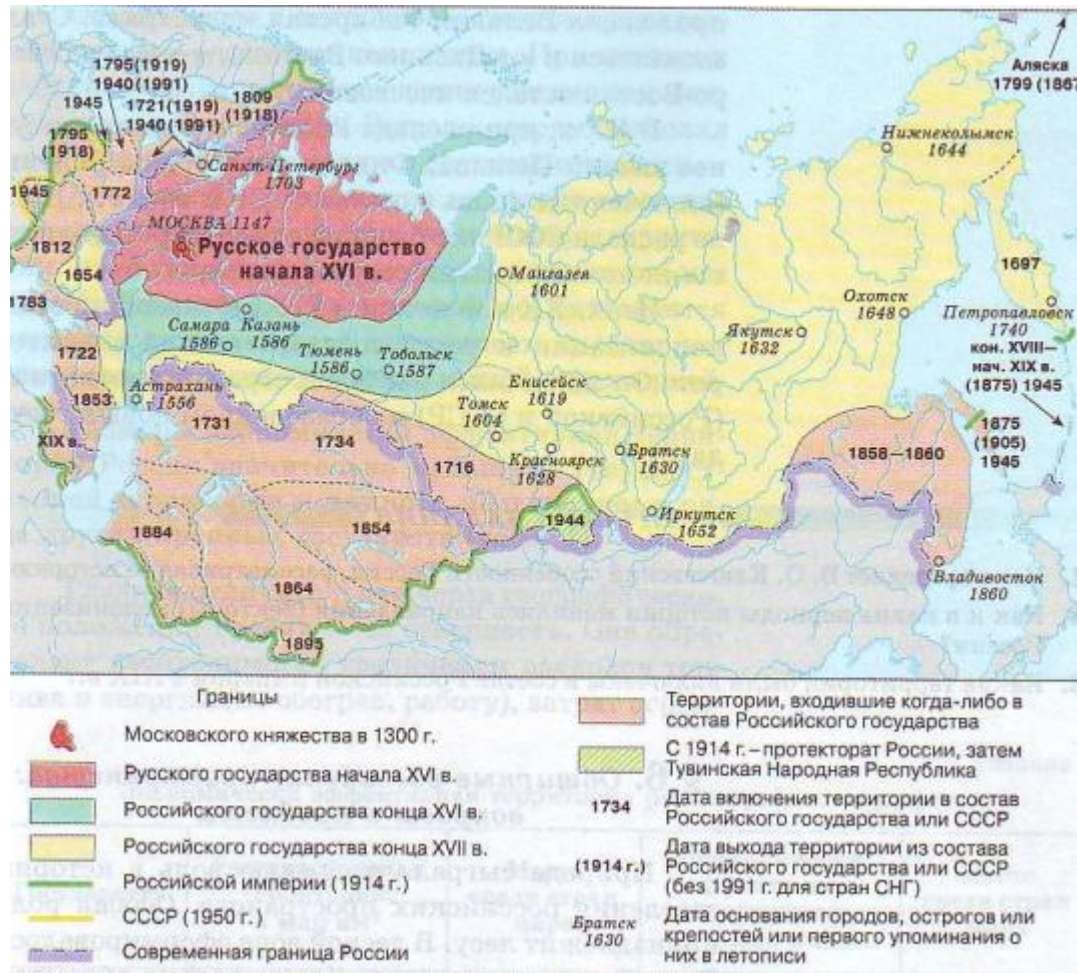 1795(1919)
1940(1991)
1945
1721(1919)
1940(1991)
1809
(1918)
1795
(1918)
Санкт-Петербург
1703
1945
1772
МОСКВА 1147
Русское государство
начала XVI в.
1812
1654
1783
Аляска
1799 (1867
Нижнеколымск
1644
Мангазея
1601
1697
Охотск
1648
Петропавловск
1740
кон. XVIII—
нач. XIX в.
(1875) 1945
Якутск
1632
Самара
1586
Казань
1586
Тюмень
1586
Тобольск
1587
1722
1853
Астрахань
1556
1731
1734
Енисейск
1619
Томск
1604
1716
Красноярск
1628
Братск
1630
1858—1860
1875
(1905)
1945
XIX в.
1944
Иркутск
1652
1884
1854
1864
1895
Владивосток
1860
Границы
Московского княжества в 1300 г.
Русского государства начала XVI в.
Российского государства конца XVI в.
Российского государства конца XVII в.
Российской империи (1914 г.)
СССР (1950 г.)
Современная граница России
Территории, входившие когда-либо в
состав Российского государства
С 1914 г. – протекторат России, затем
Тувинская Народная Республика
1734 Дата включения территории в состав
Российского государства или СССР
(1914 г.) Дата выхода территории из состава
Российского государства или СССР
(без 1991 г. для стран СНГ)
Братск
1630
Дата основания городов, острогов или
крепостей или первого упоминания о
них в летописи